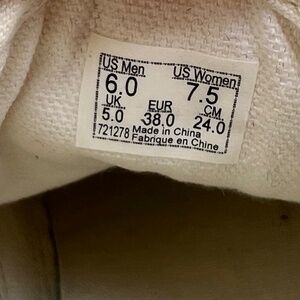 US Men US Women
6.0 7.5
UK EUR CM
5.0 38.0 24.0
721278 Made in China
Fabrique en Chine